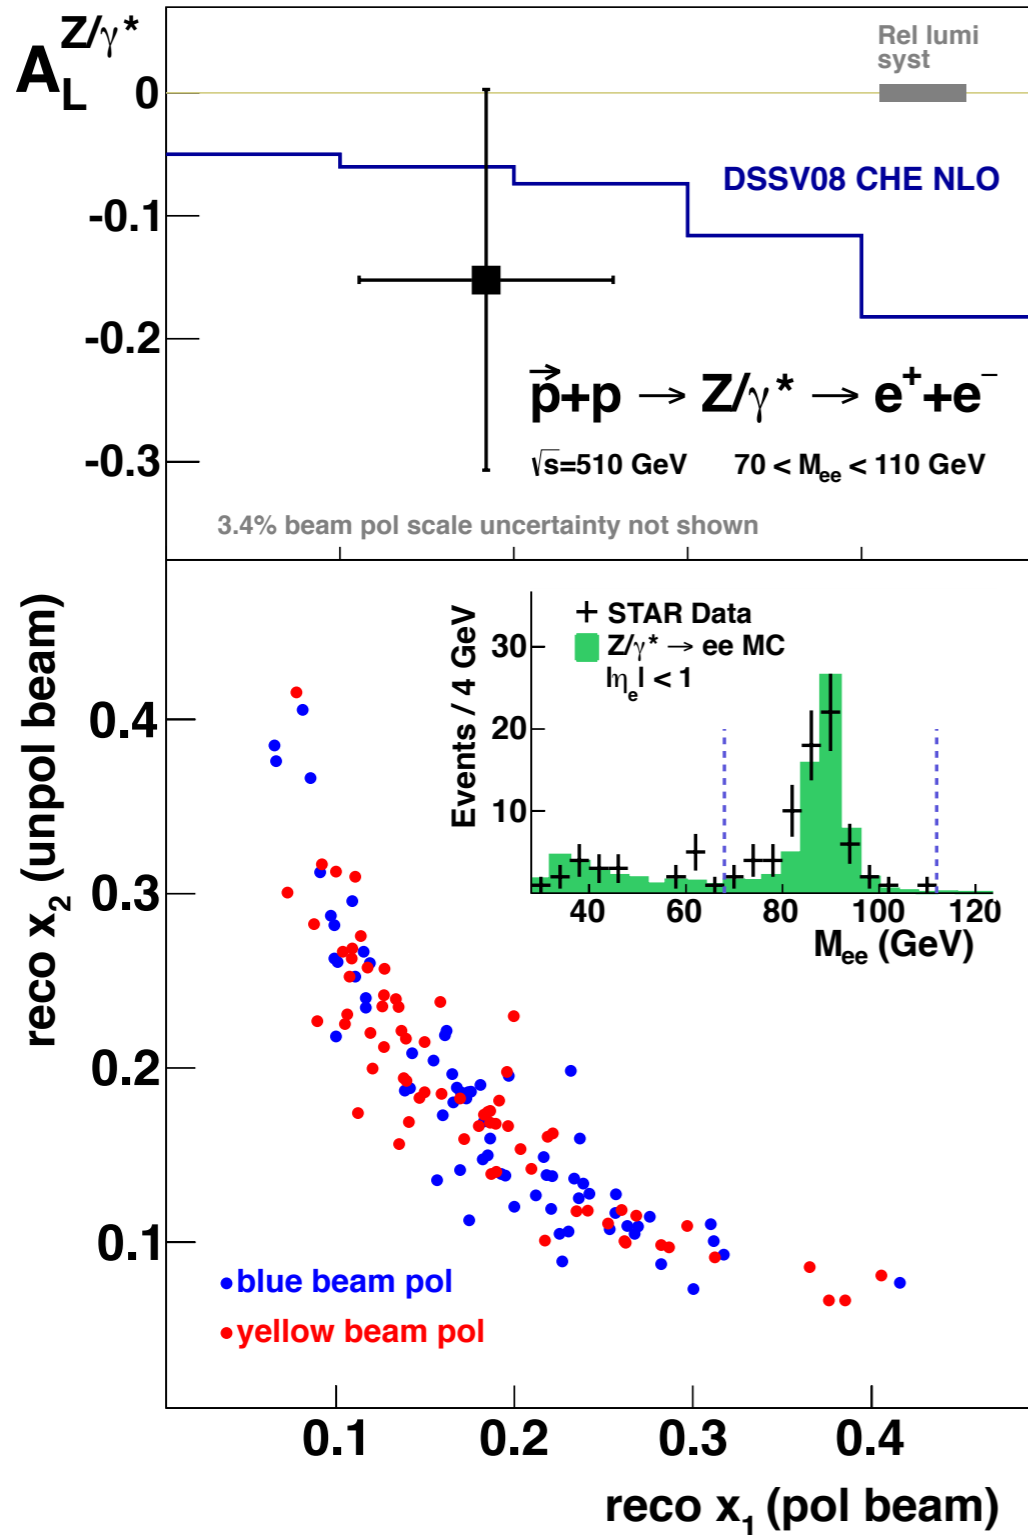 A_L^{Z/γ*}
Rel lumi
syst
0
DSSV08 CHE NLO
-0.1
-0.2
p⃗+p → Z/γ* → e⁺+e⁻
-0.3
√s=510 GeV 70 < M_ee < 110 GeV
3.4% beam pol scale uncertainty not shown
reco x₂ (unpol beam)
0.4
0.3
0.2
0.1
Events / 4 GeV
30
20
10
STAR Data
Z/γ* → ee MC
|η_e| < 1
40 60 80 100 120
M_ee (GeV)
blue beam pol
yellow beam pol
0.1 0.2 0.3 0.4
reco x₁ (pol beam)